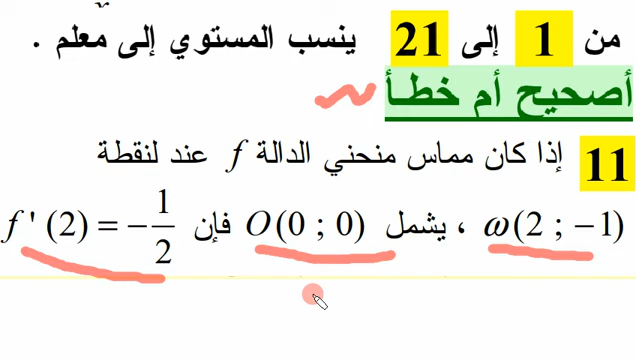 من 1 إلى 21 ينسب المستوي إلى معلم .
أصحيح أم خطأ
11 إذا كان مماس منحني الدالة f عند لنقطة
ω(2 ; −1) ، يشمل O(0 ; 0) فإن f '(2) = −1/2